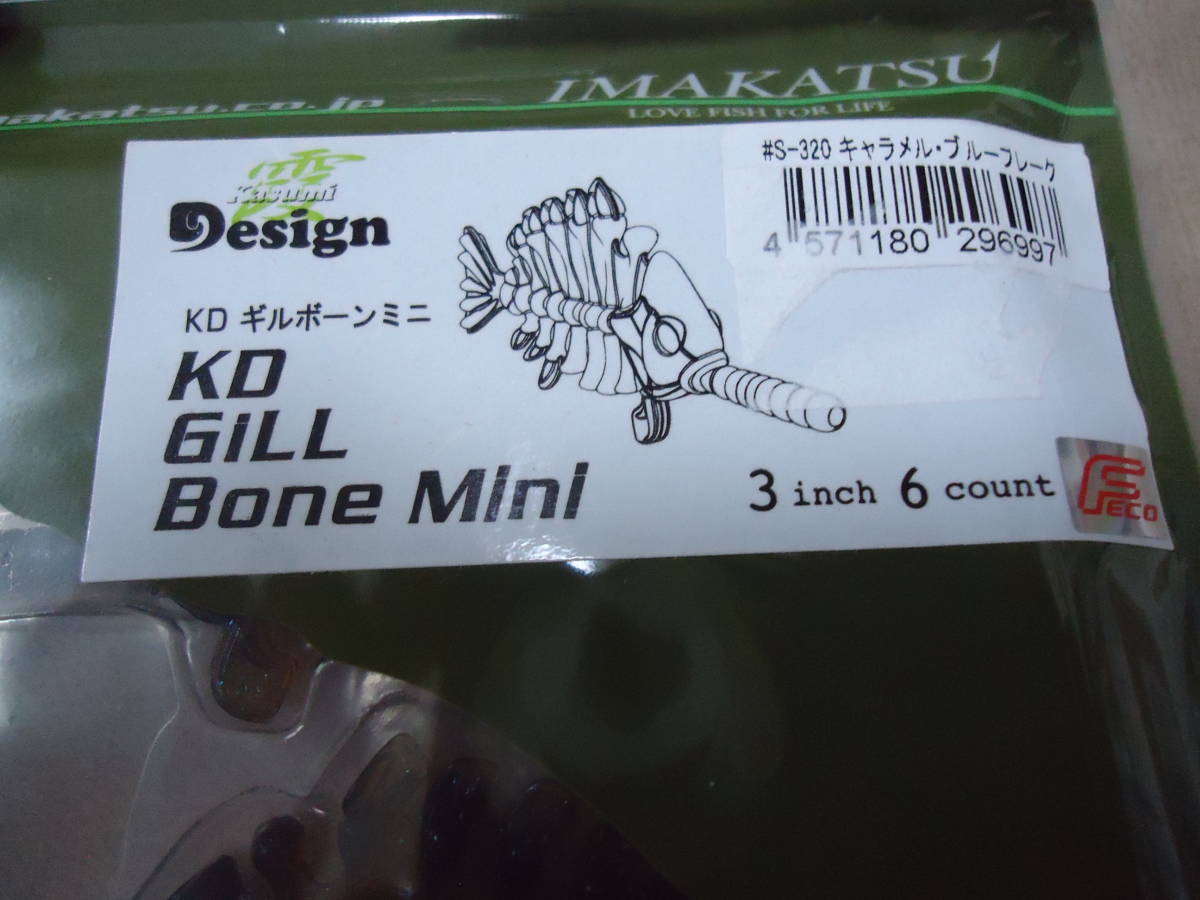 makatsu.co.jp
IMAKATSU
LOVE FISH FOR LIFE
霞
Kasumi
Design
#S-320 キャラメル・ブルーフレーク
4 571180 296997
KD ギルボーンミニ
KD
GiLL
Bone Mini
3 inch 6 count
FECO